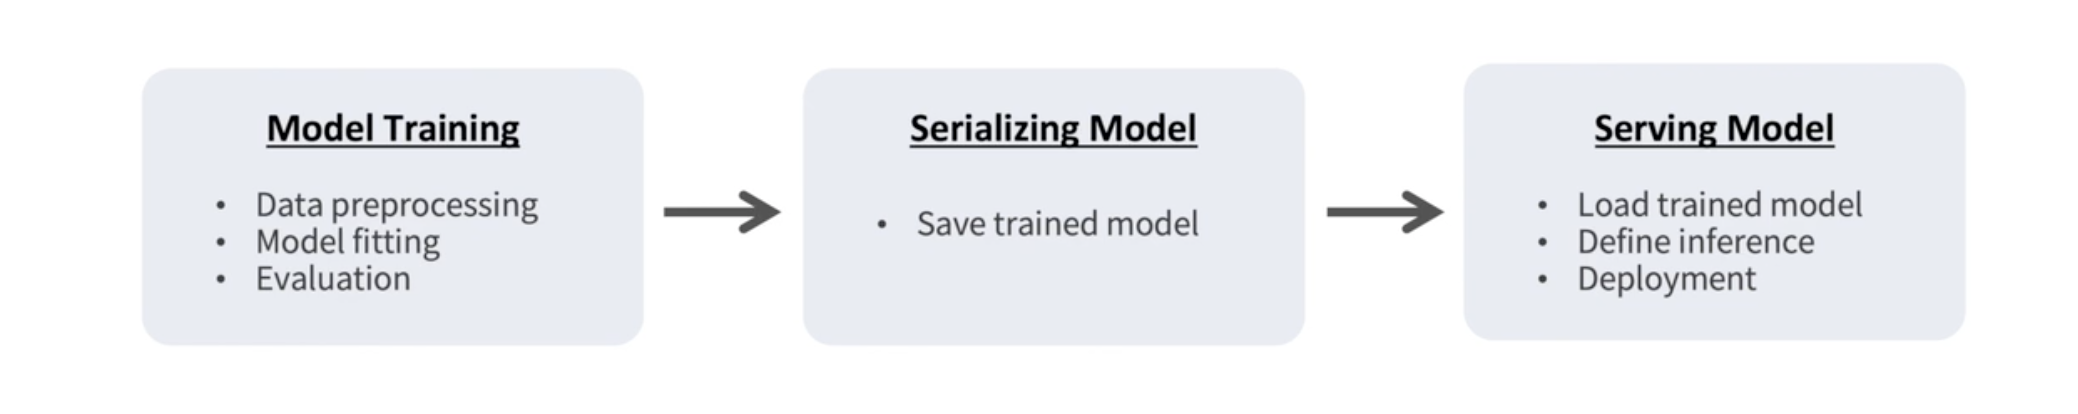 Model Training
• Data preprocessing
• Model fitting
• Evaluation
Serializing Model
• Save trained model
Serving Model
• Load trained model
• Define inference
• Deployment